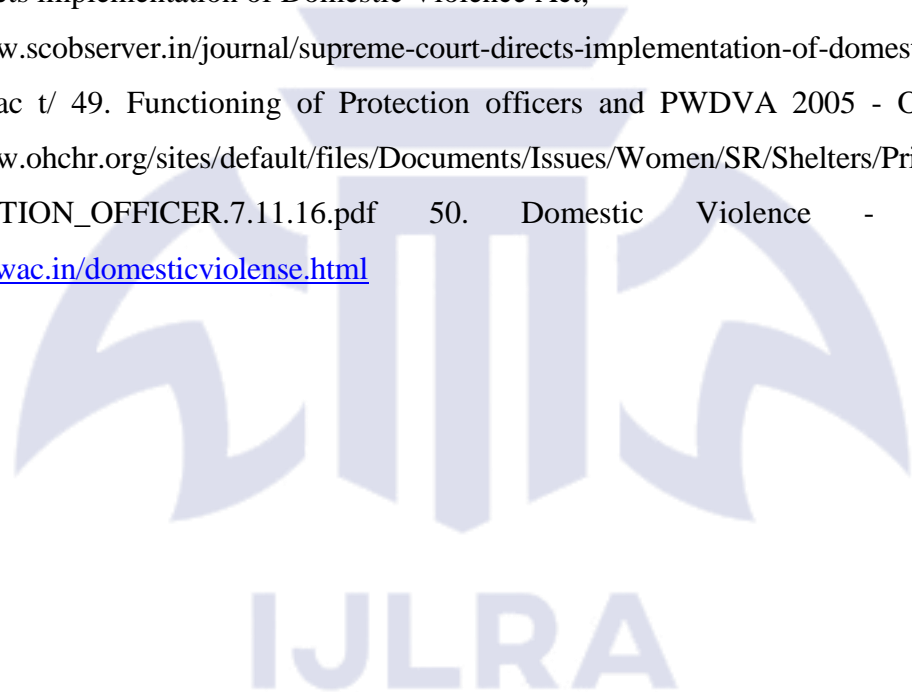 cts Implementation of Domestic Violence Act,
w.scobserver.in/journal/supreme-court-directs-implementation-of-domest
ac t/ 49. Functioning of Protection officers and PWDVA 2005 - O
w.ohchr.org/sites/default/files/Documents/Issues/Women/SR/Shelters/Pri
TION_OFFICER.7.11.16.pdf 50. Domestic Violence -
wac.in/domesticviolense.html
IJLRA